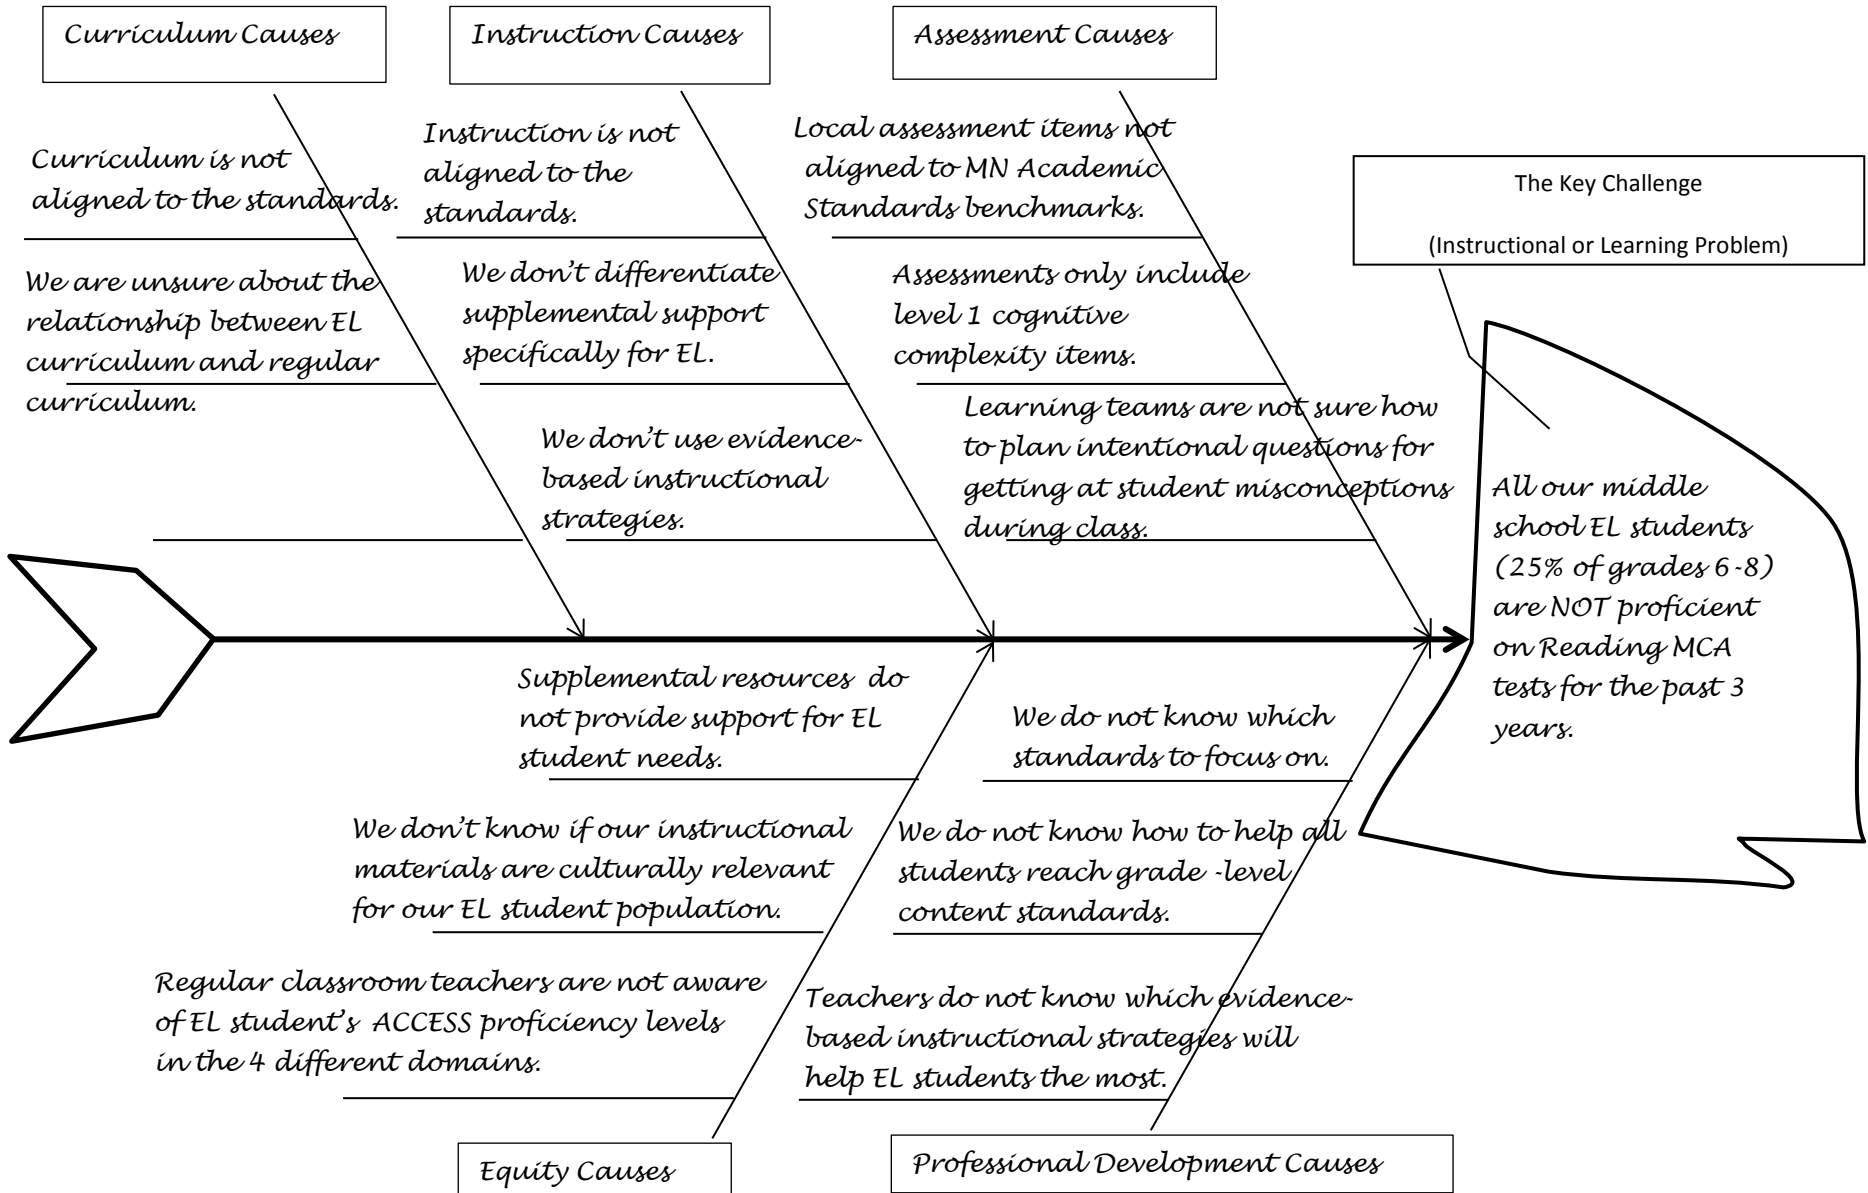 Curriculum Causes
Curriculum is not
aligned to the standards.
We are unsure about the
relationship between EL
curriculum and regular
curriculum.
Instruction Causes
Instruction is not
aligned to the
standards.
We don't differentiate
supplemental support
specifically for EL.
We don't use evidence-
based instructional
strategies.
Assessment Causes
Local assessment items not
aligned to MN Academic
Standards benchmarks.
Assessments only include
level 1 cognitive
complexity items.
Learning teams are not sure how
to plan intentional questions for
getting at student misconceptions
during class.
The Key Challenge
(Instructional or Learning Problem)
All our middle
school EL students
(25% of grades 6-8)
are NOT proficient
on Reading MCA
tests for the past 3
years.
Supplemental resources do
not provide support for EL
student needs.
We don't know if our instructional
materials are culturally relevant
for our EL student population.
Regular classroom teachers are not aware
of EL student's ACCESS proficiency levels
in the 4 different domains.
Equity Causes
We do not know which
standards to focus on.
We do not know how to help all
students reach grade -level
content standards.
Teachers do not know which evidence-
based instructional strategies will
help EL students the most.
Professional Development Causes